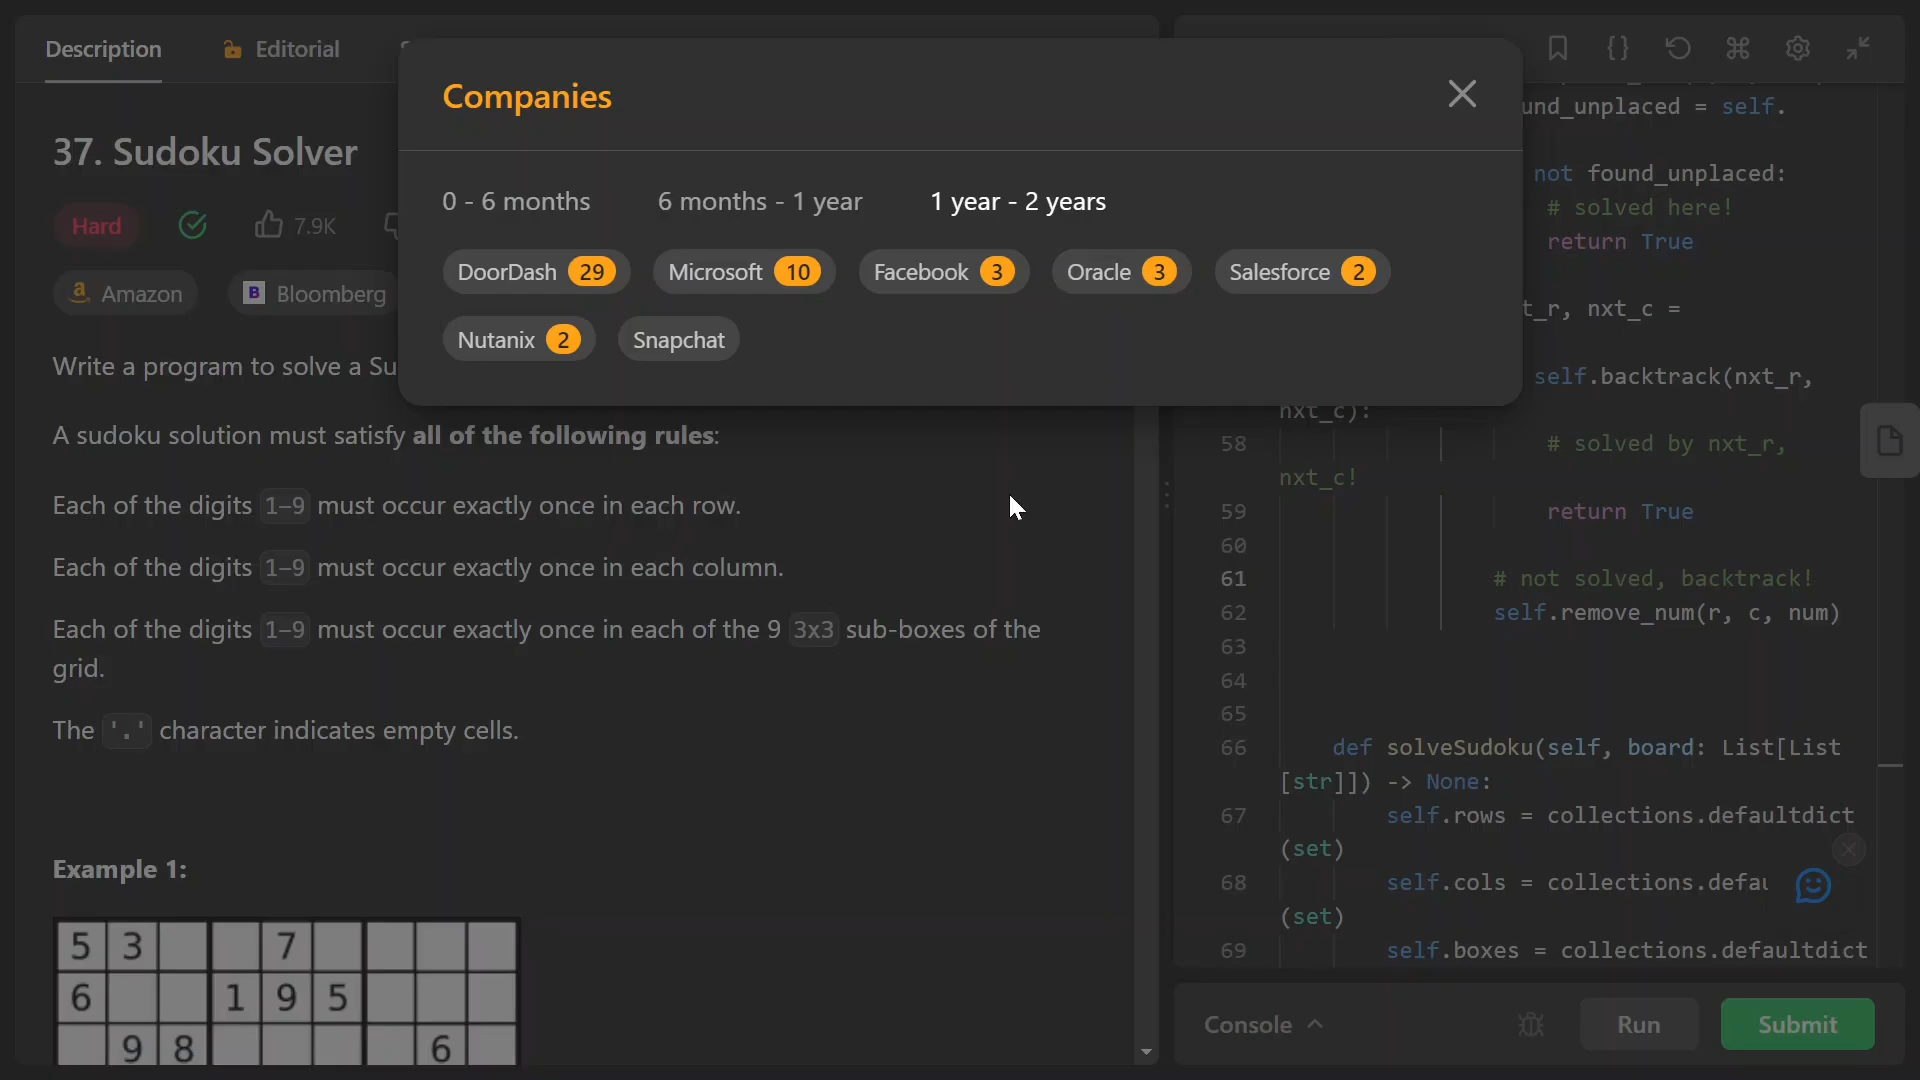 Description
Editorial
37. Sudoku Solver
Hard
7.9K
Amazon
Bloomberg
Write a program to solve a Su
A sudoku solution must satisfy all of the following rules:
Each of the digits 1-9 must occur exactly once in each row.
Each of the digits 1-9 must occur exactly once in each column.
Each of the digits 1-9 must occur exactly once in each of the 9 3x3 sub-boxes of the
grid.
The '.' character indicates empty cells.
Example 1:
5 3 7
6 1 9 5
9 8 6
Companies
0 - 6 months
6 months - 1 year
1 year - 2 years
DoorDash 29
Microsoft 10
Facebook 3
Oracle 3
Salesforce 2
Nutanix 2
Snapchat
und_unplaced = self.
not found_unplaced:
# solved here!
return True
t_r, nxt_c =
self.backtrack(nxt_r,
nxt_c):
58 # solved by nxt_r,
nxt_c!
59 return True
60
61 # not solved, backtrack!
62 self.remove_num(r, c, num)
63
64
65
66 def solveSudoku(self, board: List[List
[str]]) -> None:
67 self.rows = collections.defaultdict
(set)
68 self.cols = collections.defau
(set)
69 self.boxes = collections.defaultdict
Console
Run
Submit